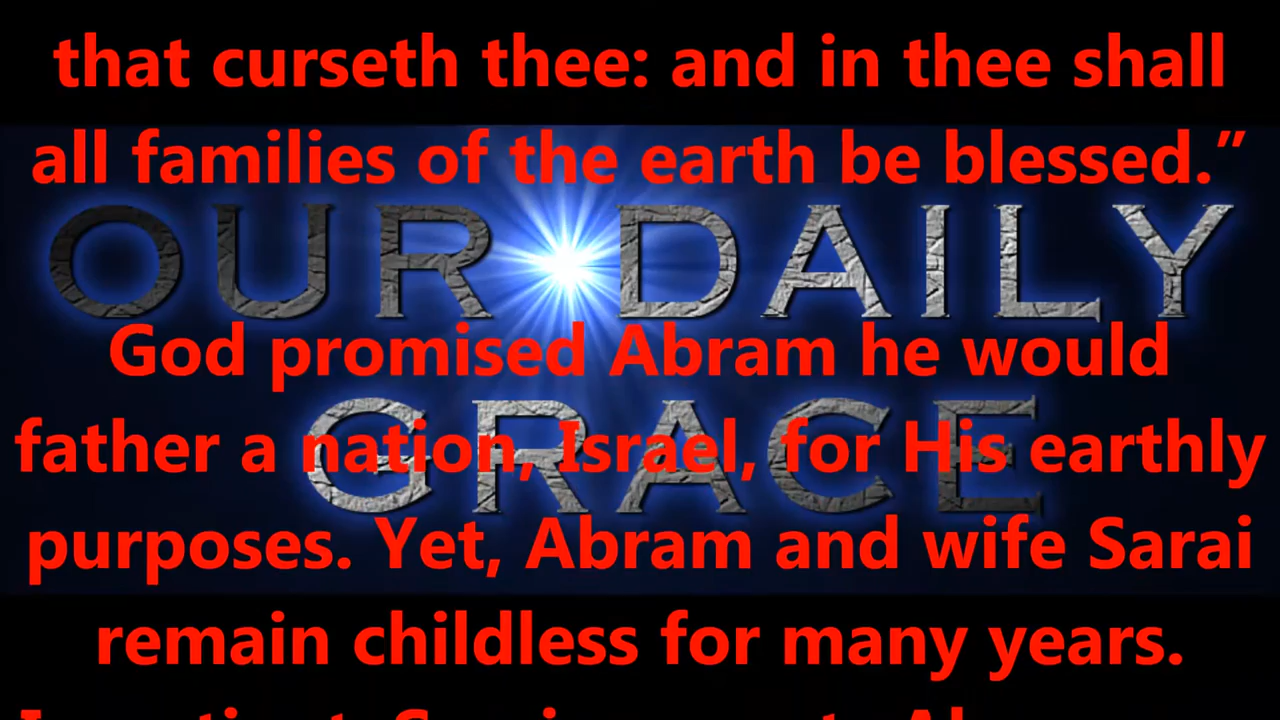 that curseth thee: and in thee shall
all families of the earth be blessed.”
OUR DAILY
God promised Abram he would
GRACE
father a nation, Israel, for His earthly
purposes. Yet, Abram and wife Sarai
remain childless for many years.